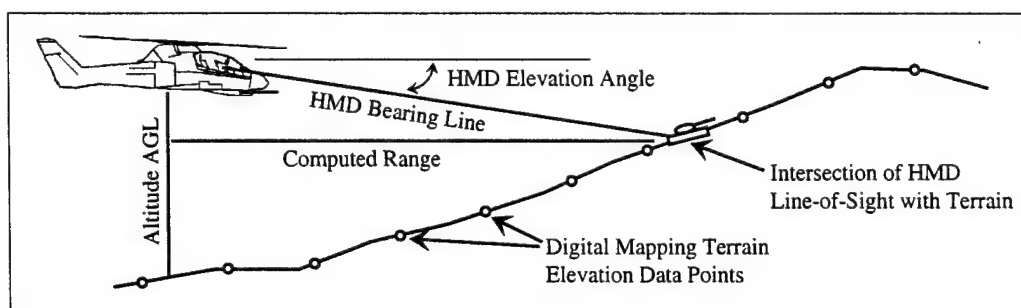 HMD Elevation Angle
HMD Bearing Line
Altitude AGL
Computed Range
Intersection of HMD
Line-of-Sight with Terrain
Digital Mapping Terrain
Elevation Data Points